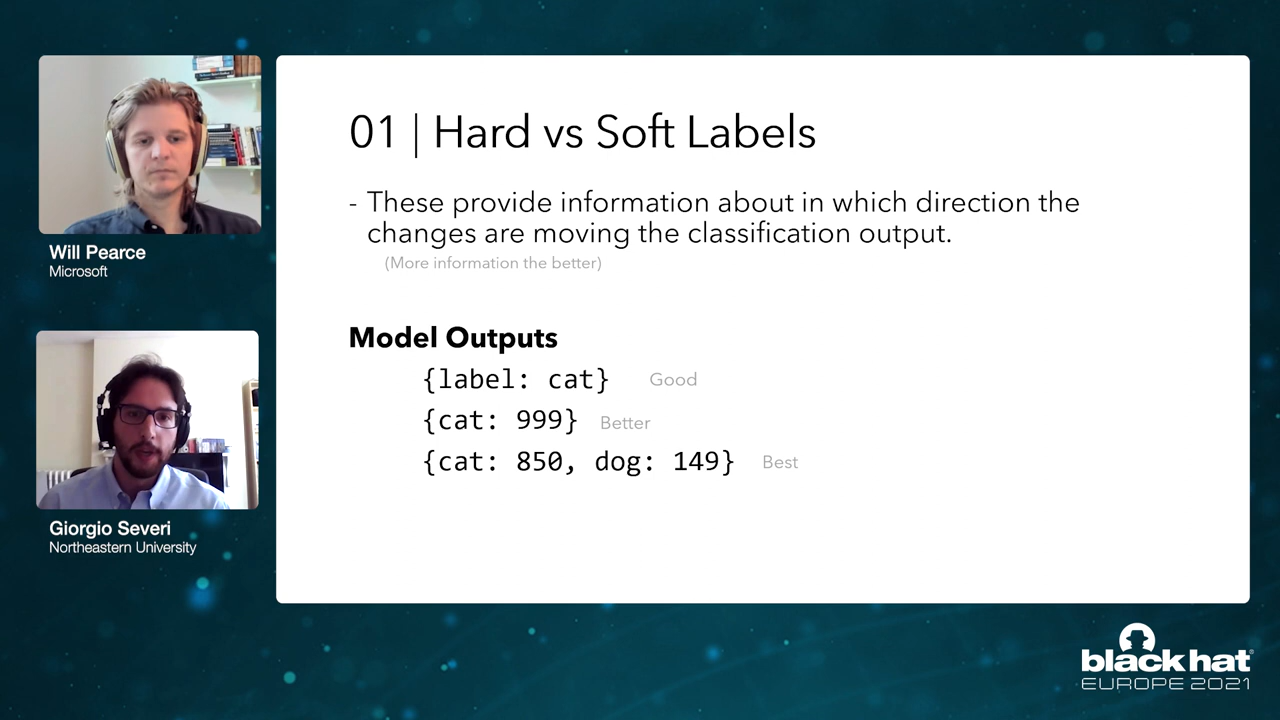 Will Pearce
Microsoft
Giorgio Severi
Northeastern University
01 | Hard vs Soft Labels
- These provide information about in which direction the
changes are moving the classification output.
(More information the better)
Model Outputs
{label: cat} Good
{cat: 999} Better
{cat: 850, dog: 149} Best
black hat®
EUROPE 2021